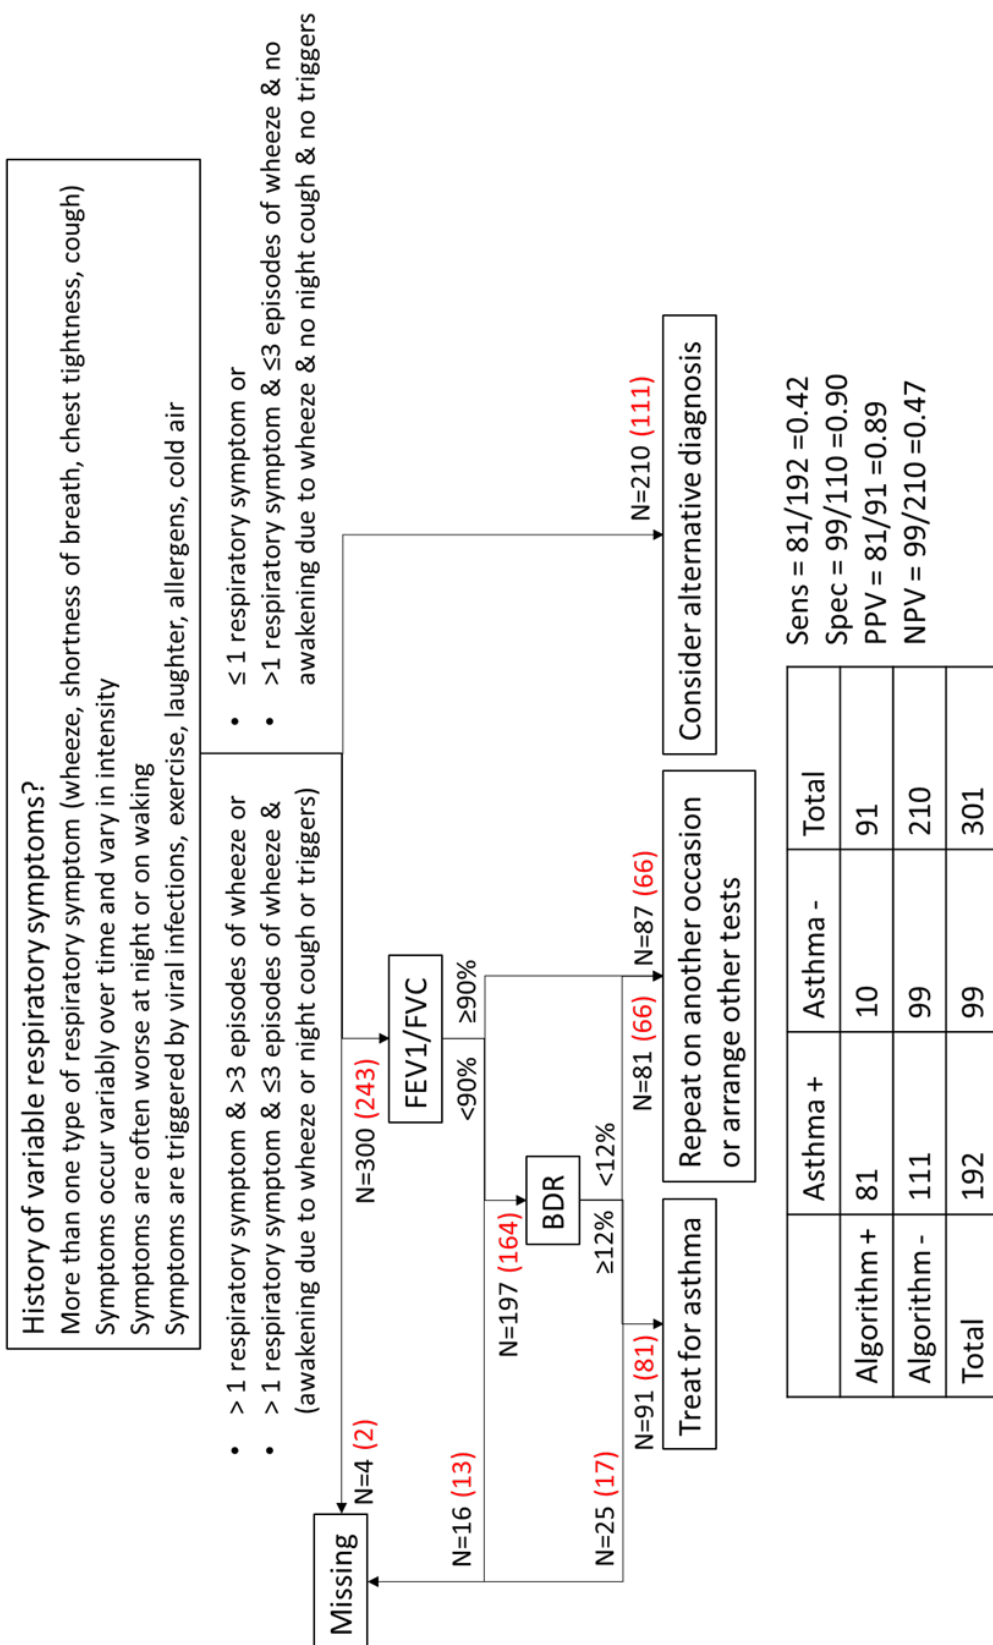 History of variable respiratory symptoms?
More than one type of respiratory symptom (wheeze, shortness of breath, chest tightness, cough)
Symptoms occur variably over time and vary in intensity
Symptoms are often worse at night or on waking
Symptoms are triggered by viral infections, exercise, laughter, allergens, cold air
• > 1 respiratory symptom & >3 episodes of wheeze or
• > 1 respiratory symptom & ≤3 episodes of wheeze &
(awakening due to wheeze or night cough or triggers)
• ≤ 1 respiratory symptom or
• >1 respiratory symptom & ≤3 episodes of wheeze & no
awakening due to wheeze & no night cough & no triggers
Missing
N=4 (2)
N=300 (243)
FEV1/FVC
<90%
≥90%
N=16 (13)
N=197 (164)
BDR
≥12%
<12%
N=25 (17)
N=91 (81)
N=81 (66)
N=87 (66)
N=210 (111)
Treat for asthma
Repeat on another occasion
or arrange other tests
Consider alternative diagnosis
Asthma + Asthma - Total
Algorithm + 81 10 91
Algorithm - 111 99 210
Total 192 99 301
Sens = 81/192 =0.42
Spec = 99/110 =0.90
PPV = 81/91 =0.89
NPV = 99/210 =0.47